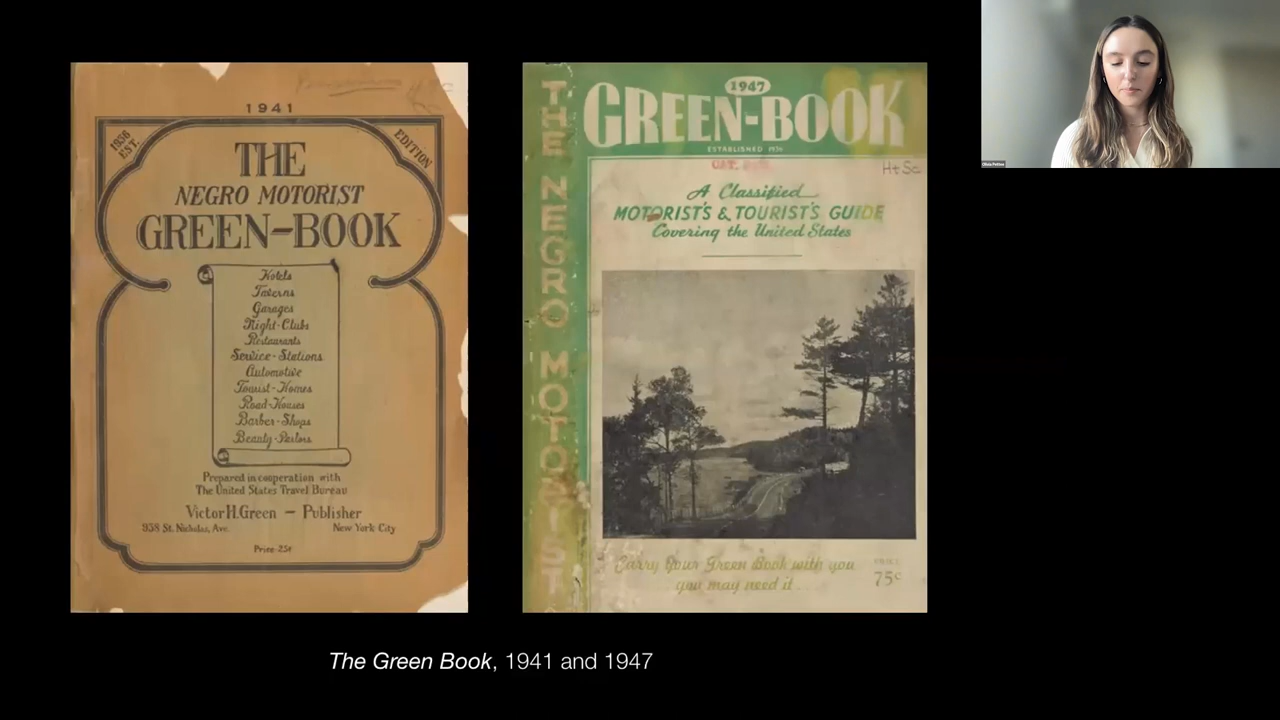 1941
1936 EST.
EDITION
THE
NEGRO MOTORIST
GREEN-BOOK
Hotels
Taverns
Garages
Night-Clubs
Restaurants
Service-Stations
Automotive
Tourist-Homes
Road-Houses
Barber-Shops
Beauty-Parlors
Prepared in cooperation with
The United States Travel Bureau
Victor H. Green — Publisher
938 St. Nicholas, Ave. New York City
Price 25¢
THE NEGRO MOTORIST
1947
GREEN-BOOK
ESTABLISHED 1936
CAT.
Ht Sc
A Classified
MOTORIST'S & TOURIST'S GUIDE
Covering the United States
Carry Your Green Book with you
you may need it.
PRICE
75¢
The Green Book, 1941 and 1947